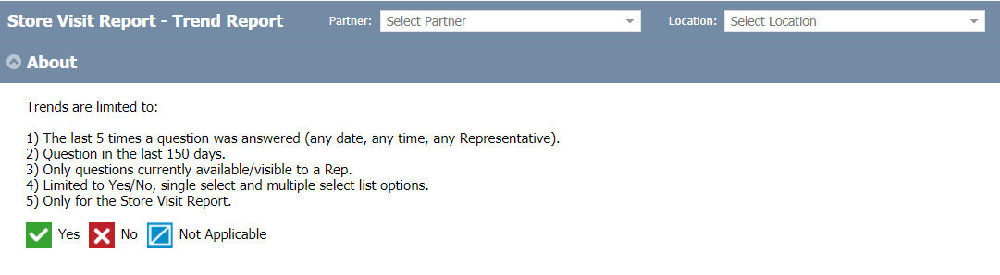 Store Visit Report - Trend Report Partner: Select Partner Location: Select Location
About
Trends are limited to:
1) The last 5 times a question was answered (any date, any time, any Representative).
2) Question in the last 150 days.
3) Only questions currently available/visible to a Rep.
4) Limited to Yes/No, single select and multiple select list options.
5) Only for the Store Visit Report.
Yes No Not Applicable